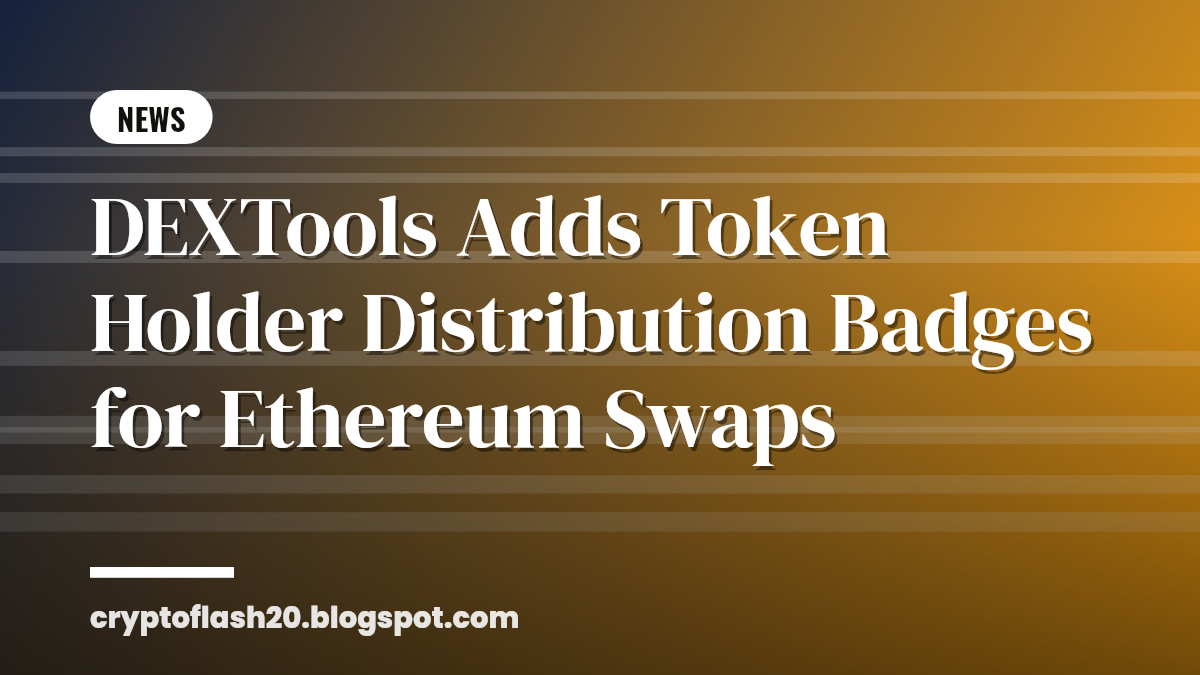 NEWS
DEXTools Adds Token
Holder Distribution Badges
for Ethereum Swaps
cryptoflash20.blogspot.com